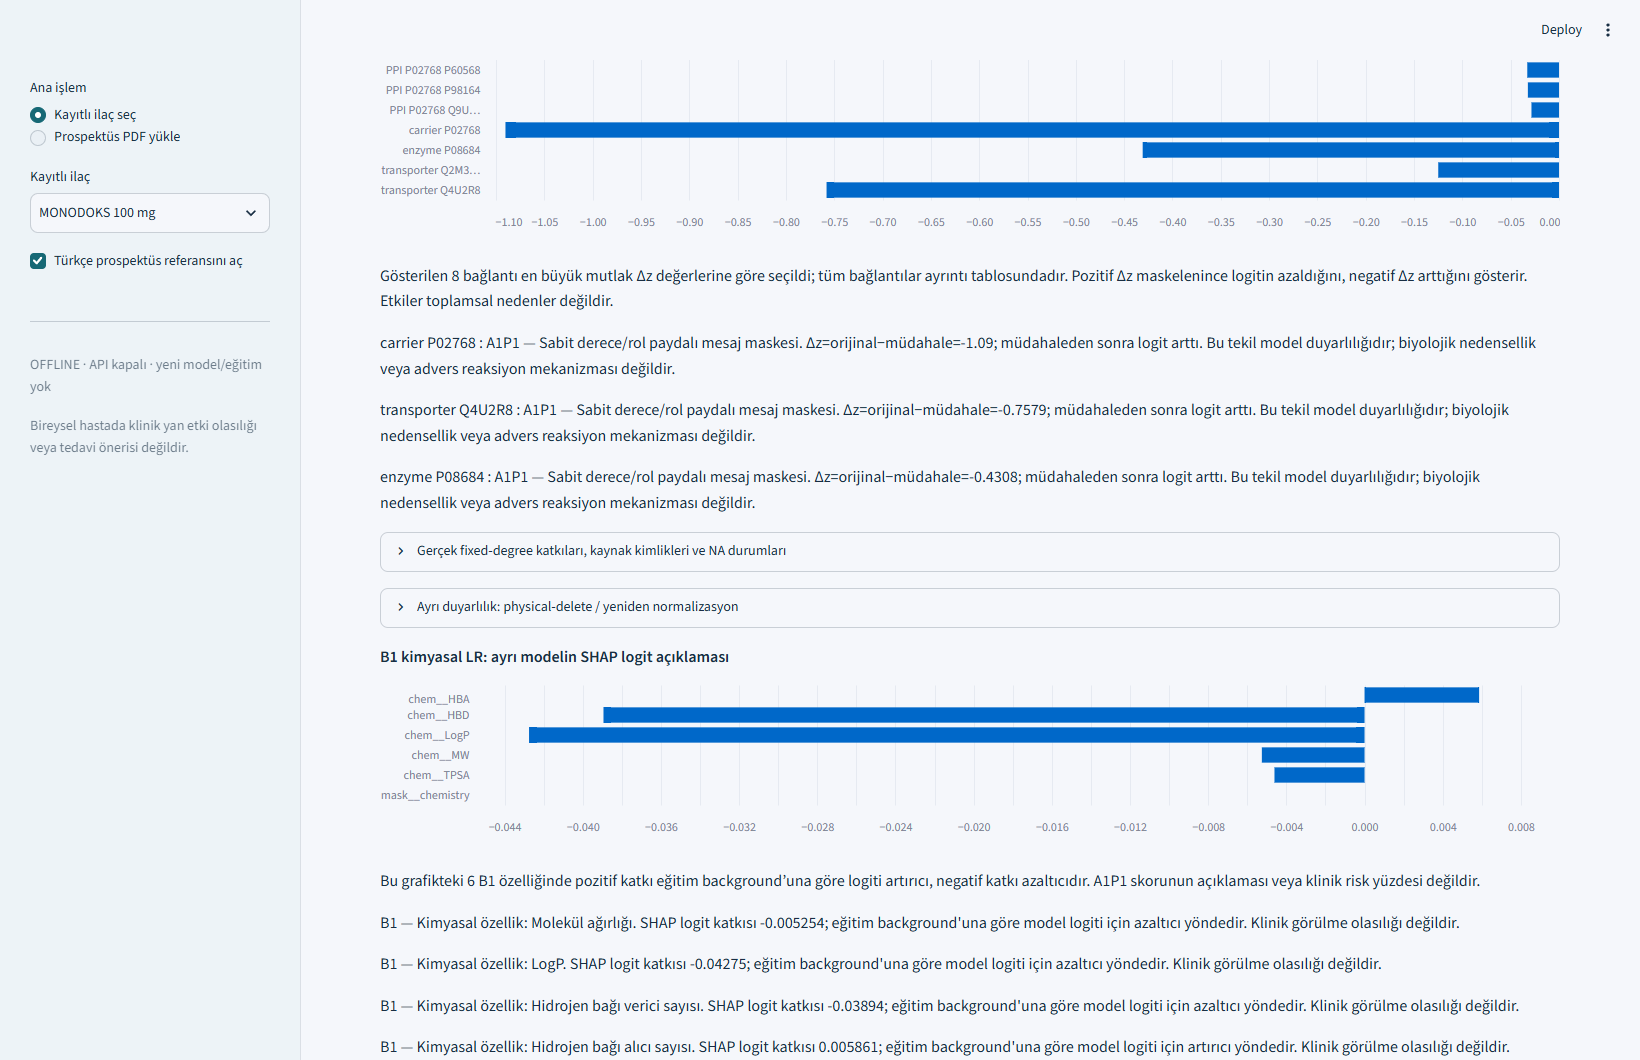 Deploy
Ana işlem
Kayıtlı ilaç seç
Prospektüs PDF yükle
Kayıtlı ilaç
MONODOKS 100 mg
Türkçe prospektüs referansını aç
OFFLINE · API kapalı · yeni model/eğitim
yok
Bireysel hastada klinik yan etki olasılığı
veya tedavi önerisi değildir.
PPI P02768 P60568
PPI P02768 P98164
PPI P02768 Q9U…
carrier P02768
enzyme P08684
transporter Q2M3…
transporter Q4U2R8
−1.10 −1.05 −1.00 −0.95 −0.90 −0.85 −0.80 −0.75 −0.70 −0.65 −0.60 −0.55 −0.50 −0.45 −0.40 −0.35 −0.30 −0.25 −0.20 −0.15 −0.10 −0.05 0.00
Gösterilen 8 bağlantı en büyük mutlak Δz değerlerine göre seçildi; tüm bağlantılar ayrıntı tablosundadır. Pozitif Δz maskelenince logitin azaldığını, negatif Δz arttığını gösterir.
Etkiler toplamsal nedenler değildir.
carrier P02768 : A1P1 — Sabit derece/rol paydalı mesaj maskesi. Δz=orijinal−müdahale=-1.09; müdahaleden sonra logit arttı. Bu tekil model duyarlılığıdır; biyolojik nedensellik
veya advers reaksiyon mekanizması değildir.
transporter Q4U2R8 : A1P1 — Sabit derece/rol paydalı mesaj maskesi. Δz=orijinal−müdahale=-0.7579; müdahaleden sonra logit arttı. Bu tekil model duyarlılığıdır; biyolojik
nedensellik veya advers reaksiyon mekanizması değildir.
enzyme P08684 : A1P1 — Sabit derece/rol paydalı mesaj maskesi. Δz=orijinal−müdahale=-0.4308; müdahaleden sonra logit arttı. Bu tekil model duyarlılığıdır; biyolojik
nedensellik veya advers reaksiyon mekanizması değildir.
Gerçek fixed-degree katkıları, kaynak kimlikleri ve NA durumları
Ayrı duyarlılık: physical-delete / yeniden normalizasyon
B1 kimyasal LR: ayrı modelin SHAP logit açıklaması
chem__HBA
chem__HBD
chem__LogP
chem__MW
chem__TPSA
mask__chemistry
−0.044 −0.040 −0.036 −0.032 −0.028 −0.024 −0.020 −0.016 −0.012 −0.008 −0.004 0.000 0.004 0.008
Bu grafikteki 6 B1 özelliğinde pozitif katkı eğitim background’una göre logiti artırıcı, negatif katkı azaltıcıdır. A1P1 skorunun açıklaması veya klinik risk yüzdesi değildir.
B1 — Kimyasal özellik: Molekül ağırlığı. SHAP logit katkısı -0.005254; eğitim background'una göre model logiti için azaltıcı yöndedir. Klinik görülme olasılığı değildir.
B1 — Kimyasal özellik: LogP. SHAP logit katkısı -0.04275; eğitim background'una göre model logiti için azaltıcı yöndedir. Klinik görülme olasılığı değildir.
B1 — Kimyasal özellik: Hidrojen bağı verici sayısı. SHAP logit katkısı -0.03894; eğitim background'una göre model logiti için azaltıcı yöndedir. Klinik görülme olasılığı değildir.
B1 — Kimyasal özellik: Hidrojen bağı alıcı sayısı. SHAP logit katkısı 0.005861; eğitim background'una göre model logiti için artırıcı yöndedir. Klinik görülme olasılığı değildir.